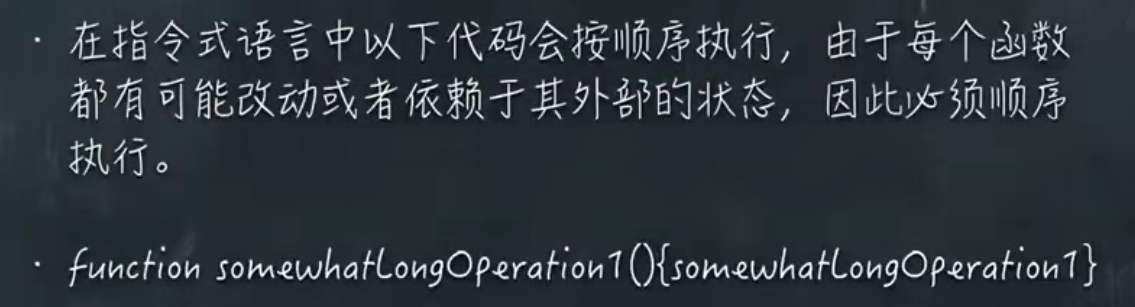 · 在指令式语言中以下代码会按顺序执行，由于每个函数
都有可能改动或者依赖于其外部的状态，因此必须顺序
执行。
· function somewhatLongOperation1(){somewhatLongOperation1}